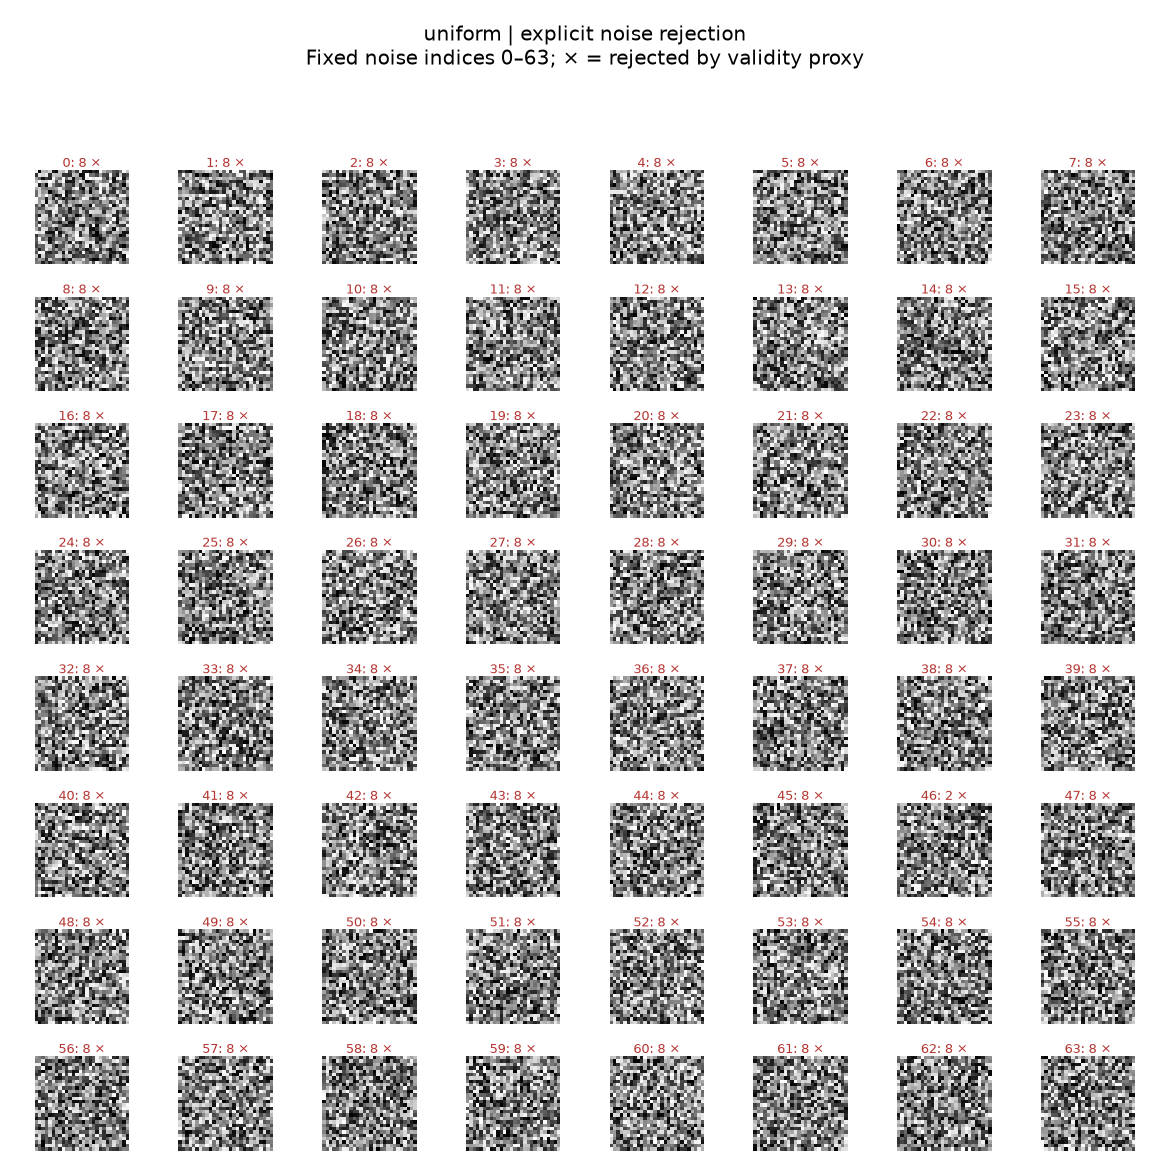 uniform | explicit noise rejection
Fixed noise indices 0–63; × = rejected by validity proxy
0: 8 × 1: 8 × 2: 8 × 3: 8 × 4: 8 × 5: 8 × 6: 8 × 7: 8 ×
8: 8 × 9: 8 × 10: 8 × 11: 8 × 12: 8 × 13: 8 × 14: 8 × 15: 8 ×
16: 8 × 17: 8 × 18: 8 × 19: 8 × 20: 8 × 21: 8 × 22: 8 × 23: 8 ×
24: 8 × 25: 8 × 26: 8 × 27: 8 × 28: 8 × 29: 8 × 30: 8 × 31: 8 ×
32: 8 × 33: 8 × 34: 8 × 35: 8 × 36: 8 × 37: 8 × 38: 8 × 39: 8 ×
40: 8 × 41: 8 × 42: 8 × 43: 8 × 44: 8 × 45: 8 × 46: 2 × 47: 8 ×
48: 8 × 49: 8 × 50: 8 × 51: 8 × 52: 8 × 53: 8 × 54: 8 × 55: 8 ×
56: 8 × 57: 8 × 58: 8 × 59: 8 × 60: 8 × 61: 8 × 62: 8 × 63: 8 ×